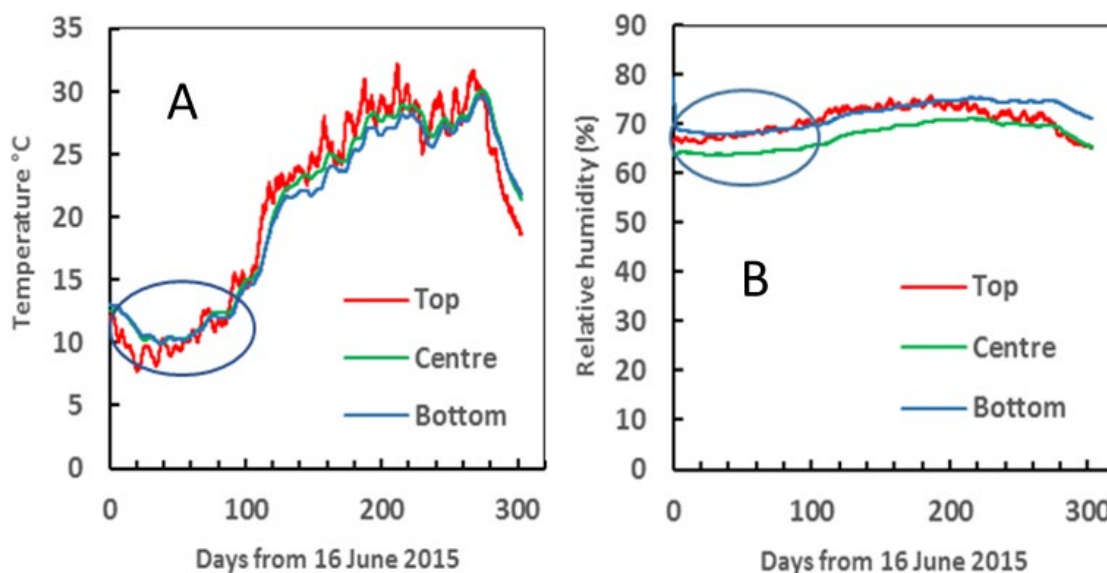 35
30
25
20
15
10
5
0
Temperature °C
A
Top
Centre
Bottom
0 100 200 300
Days from 16 June 2015
90
80
70
60
50
40
30
20
10
0
Relative humidity (%)
B
Top
Centre
Bottom
0 100 200 300
Days from 16 June 2015